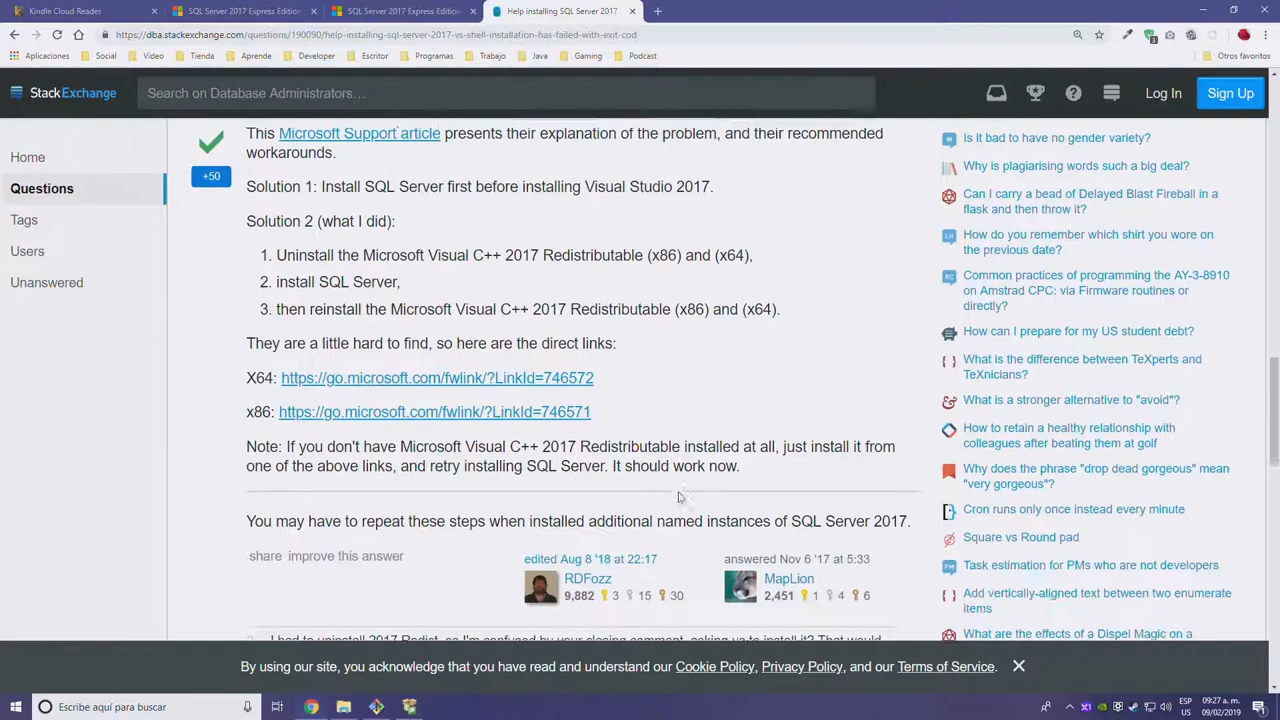 Kindle Cloud Reader
SQL Server 2017 Express Edition
SQL Server 2017 Express Edition
Help installing SQL Server 2017
https://dba.stackexchange.com/questions/190090/help-installing-sql-server-2017-vs-shell-installation-has-failed-with-exit-cod
Aplicaciones
Social
Video
Tienda
Aprende
Developer
Escritor
Programas
Trabajo
Java
Gaming
Podcast
Otros favoritos
StackExchange
Search on Database Administrators...
Log In
Sign Up
Home
Questions
Tags
Users
Unanswered
+50
This Microsoft Support article presents their explanation of the problem, and their recommended
workarounds.
Solution 1: Install SQL Server first before installing Visual Studio 2017.
Solution 2 (what I did):
1. Uninstall the Microsoft Visual C++ 2017 Redistributable (x86) and (x64),
2. install SQL Server,
3. then reinstall the Microsoft Visual C++ 2017 Redistributable (x86) and (x64).
They are a little hard to find, so here are the direct links:
X64: https://go.microsoft.com/fwlink/?LinkId=746572
x86: https://go.microsoft.com/fwlink/?LinkId=746571
Note: If you don't have Microsoft Visual C++ 2017 Redistributable installed at all, just install it from
one of the above links, and retry installing SQL Server. It should work now.
You may have to repeat these steps when installed additional named instances of SQL Server 2017.
share improve this answer
edited Aug 8 '18 at 22:17
RDFozz
9,882 3 15 30
answered Nov 6 '17 at 5:33
MapLion
2,451 1 4 6
I had to uninstall 2017 Redist, so I'm confused by your closing comment, asking us to install it? That would
Is it bad to have no gender variety?
Why is plagiarising words such a big deal?
Can I carry a bead of Delayed Blast Fireball in a
flask and then throw it?
How do you remember which shirt you wore on
the previous date?
Common practices of programming the AY-3-8910
on Amstrad CPC: via Firmware routines or
directly?
How can I prepare for my US student debt?
What is the difference between TeXperts and
TeXnicians?
What is a stronger alternative to "avoid"?
How to retain a healthy relationship with
colleagues after beating them at golf
Why does the phrase "drop dead gorgeous" mean
"very gorgeous"?
Cron runs only once instead every minute
Square vs Round pad
Task estimation for PMs who are not developers
Add vertically-aligned text between two enumerate
items
What are the effects of a Dispel Magic on a
By using our site, you acknowledge that you have read and understand our Cookie Policy, Privacy Policy, and our Terms of Service.
Escribe aquí para buscar
ESP
US
09:27 a. m.
09/02/2019